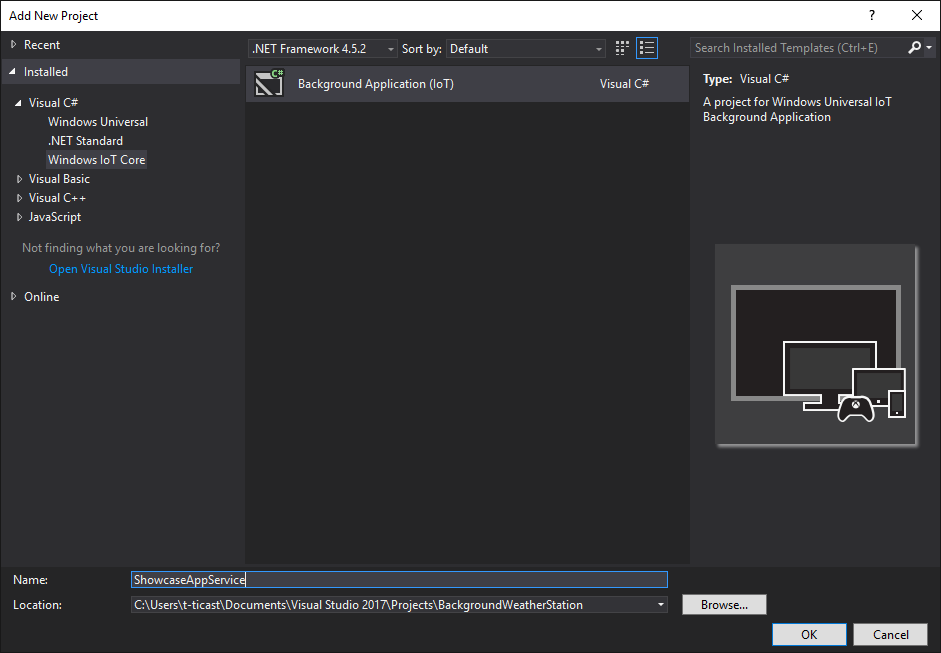 Add New Project
?
Recent
.NET Framework 4.5.2
Sort by:
Default
Search Installed Templates (Ctrl+E)
Installed
Visual C#
Windows Universal
.NET Standard
Windows IoT Core
Visual Basic
Visual C++
JavaScript
Not finding what you are looking for?
Open Visual Studio Installer
Online
C#
Background Application (IoT)
Visual C#
Type: Visual C#
A project for Windows Universal IoT
Background Application
Name:
ShowcaseAppService
Location:
C:\Users\t-ticast\Documents\Visual Studio 2017\Projects\BackgroundWeatherStation
Browse...
OK
Cancel